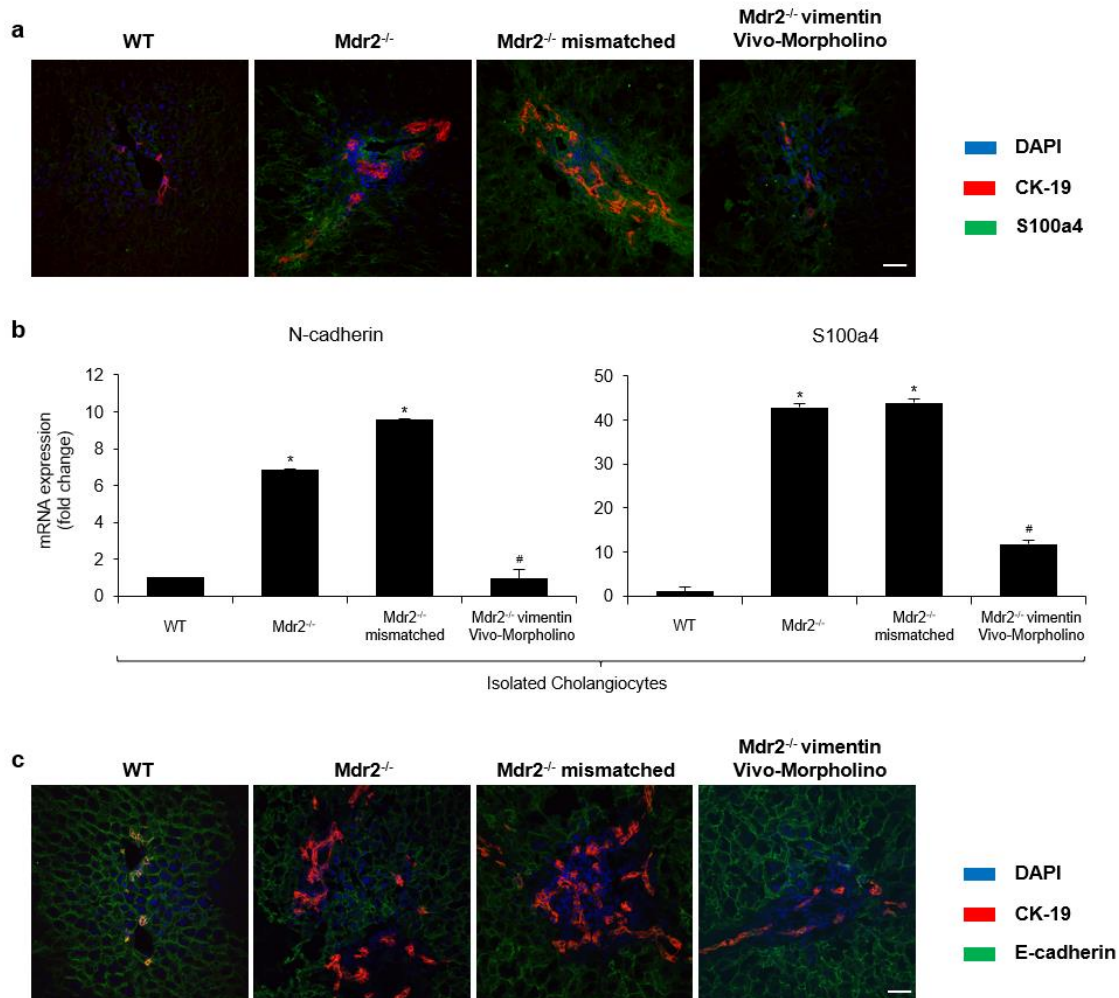 a
WT
Mdr2-/-
Mdr2-/- mismatched
Mdr2-/- vimentin
Vivo-Morpholino
DAPI
CK-19
S100a4
b
N-cadherin
S100a4
mRNA expression
(fold change)
12
10
8
6
4
2
0
*
*
#
WT
Mdr2-/-
Mdr2-/-
mismatched
Mdr2-/- vimentin
Vivo-Morpholino
50
40
30
20
10
0
*
*
#
WT
Mdr2-/-
Mdr2-/-
mismatched
Mdr2-/- vimentin
Vivo-Morpholino
Isolated Cholangiocytes
c
WT
Mdr2-/-
Mdr2-/- mismatched
Mdr2-/- vimentin
Vivo-Morpholino
DAPI
CK-19
E-cadherin